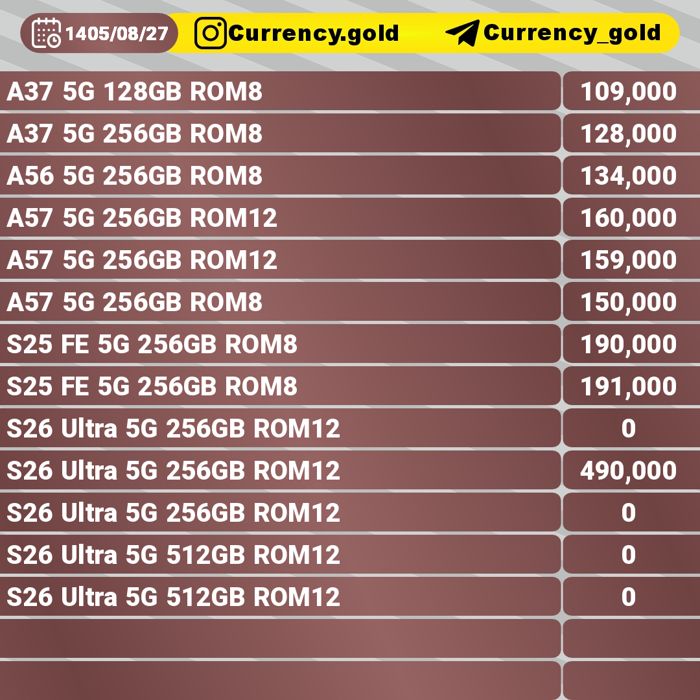 1405/08/27 Currency.gold Currency_gold
A37 5G 128GB ROM8 109,000
A37 5G 256GB ROM8 128,000
A56 5G 256GB ROM8 134,000
A57 5G 256GB ROM12 160,000
A57 5G 256GB ROM12 159,000
A57 5G 256GB ROM8 150,000
S25 FE 5G 256GB ROM8 190,000
S25 FE 5G 256GB ROM8 191,000
S26 Ultra 5G 256GB ROM12 0
S26 Ultra 5G 256GB ROM12 490,000
S26 Ultra 5G 256GB ROM12 0
S26 Ultra 5G 512GB ROM12 0
S26 Ultra 5G 512GB ROM12 0